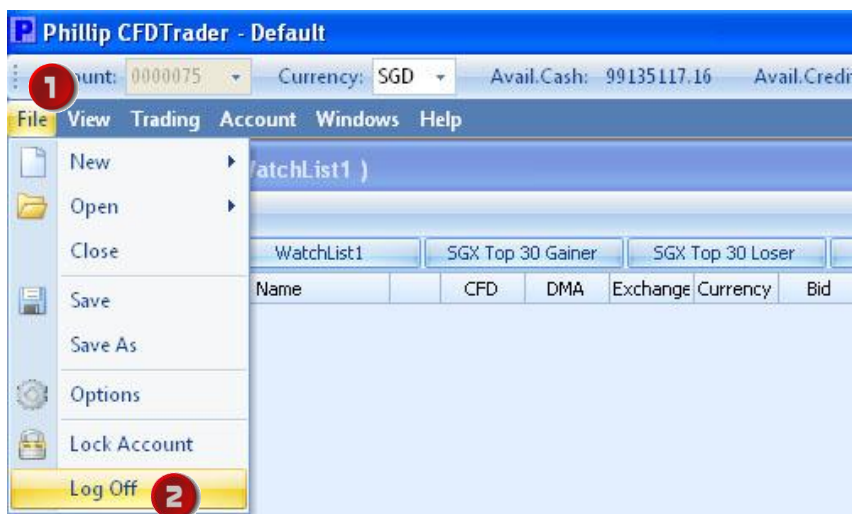 Phillip CFDTrader - Default
1
ount: 0000075 Currency: SGD Avail.Cash: 99135117.16 Avail.Credi
File View Trading Account Windows Help
New
atchList1 )
Open
Close
WatchList1 SGX Top 30 Gainer SGX Top 30 Loser
Name CFD DMA Exchange Currency Bid
Save
Save As
Options
Lock Account
Log Off 2